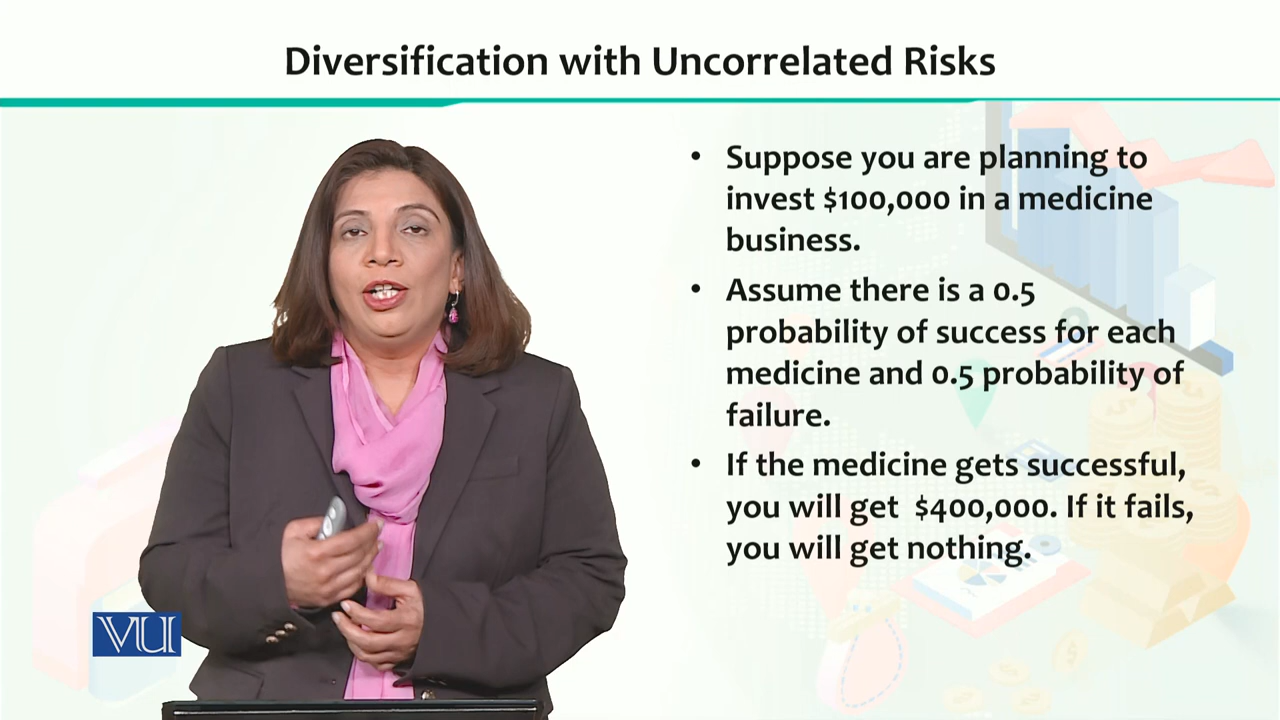 Diversification with Uncorrelated Risks
• Suppose you are planning to
invest $100,000 in a medicine
business.
• Assume there is a 0.5
probability of success for each
medicine and 0.5 probability of
failure.
• If the medicine gets successful,
you will get $400,000. If it fails,
you will get nothing.
VU